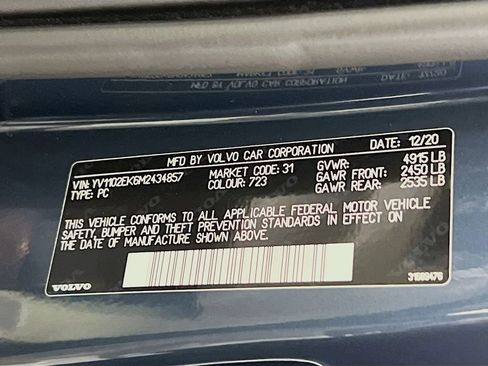 MFD BY VOLVO CAR CORPORATION DATE: 12/20
VIN: YV1102EK6M2434857 MARKET CODE: 31 GVWR: 4915 LB
TYPE: PC COLOUR: 723 GAWR FRONT: 2450 LB
GAWR REAR: 2535 LB
THIS VEHICLE CONFORMS TO ALL APPLICABLE FEDERAL MOTOR VEHICLE
SAFETY, BUMPER AND THEFT PREVENTION STANDARDS IN EFFECT ON
THE DATE OF MANUFACTURE SHOWN ABOVE.
VOLVO 31689476